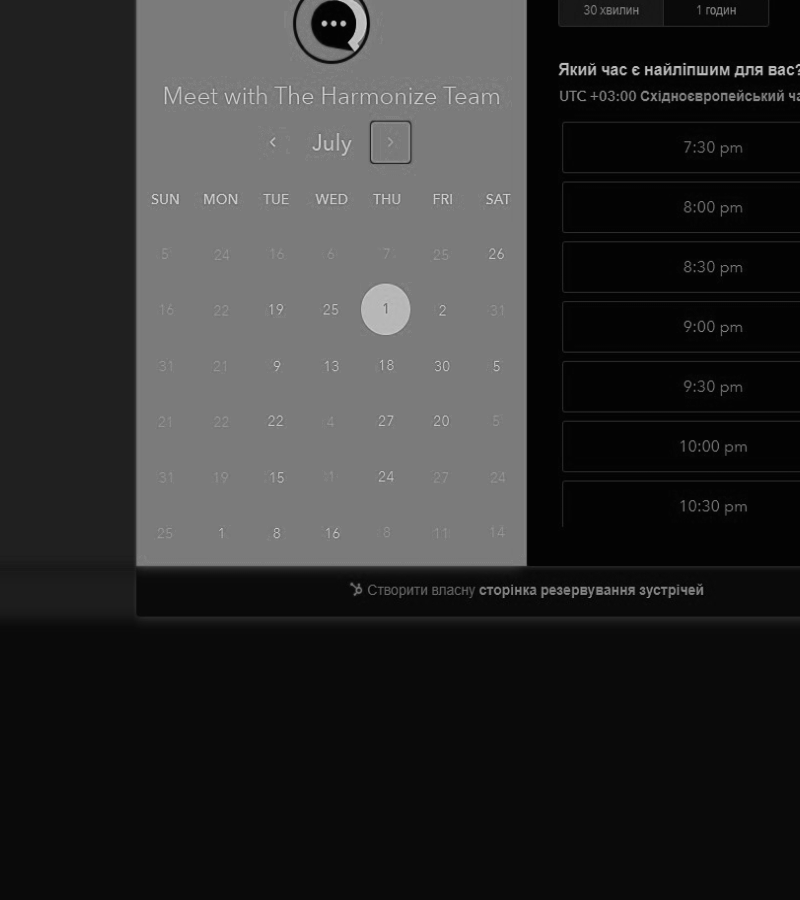 30 хвилин 1 годин
Meet with The Harmonize Team
July
Який час є найліпшим для вас?
UTC +03:00 Східноєвропейський ча
SUN MON TUE WED THU FRI SAT
5 24 16 6 7 25 26
16 22 19 25 1 2 31
31 21 9 13 18 30 5
21 22 22 4 27 20 5
31 19 15 11 24 27 24
25 1 8 16 8 11 14
7:30 pm
8:00 pm
8:30 pm
9:00 pm
9:30 pm
10:00 pm
10:30 pm
Створити власну сторінка резервування зустрічей